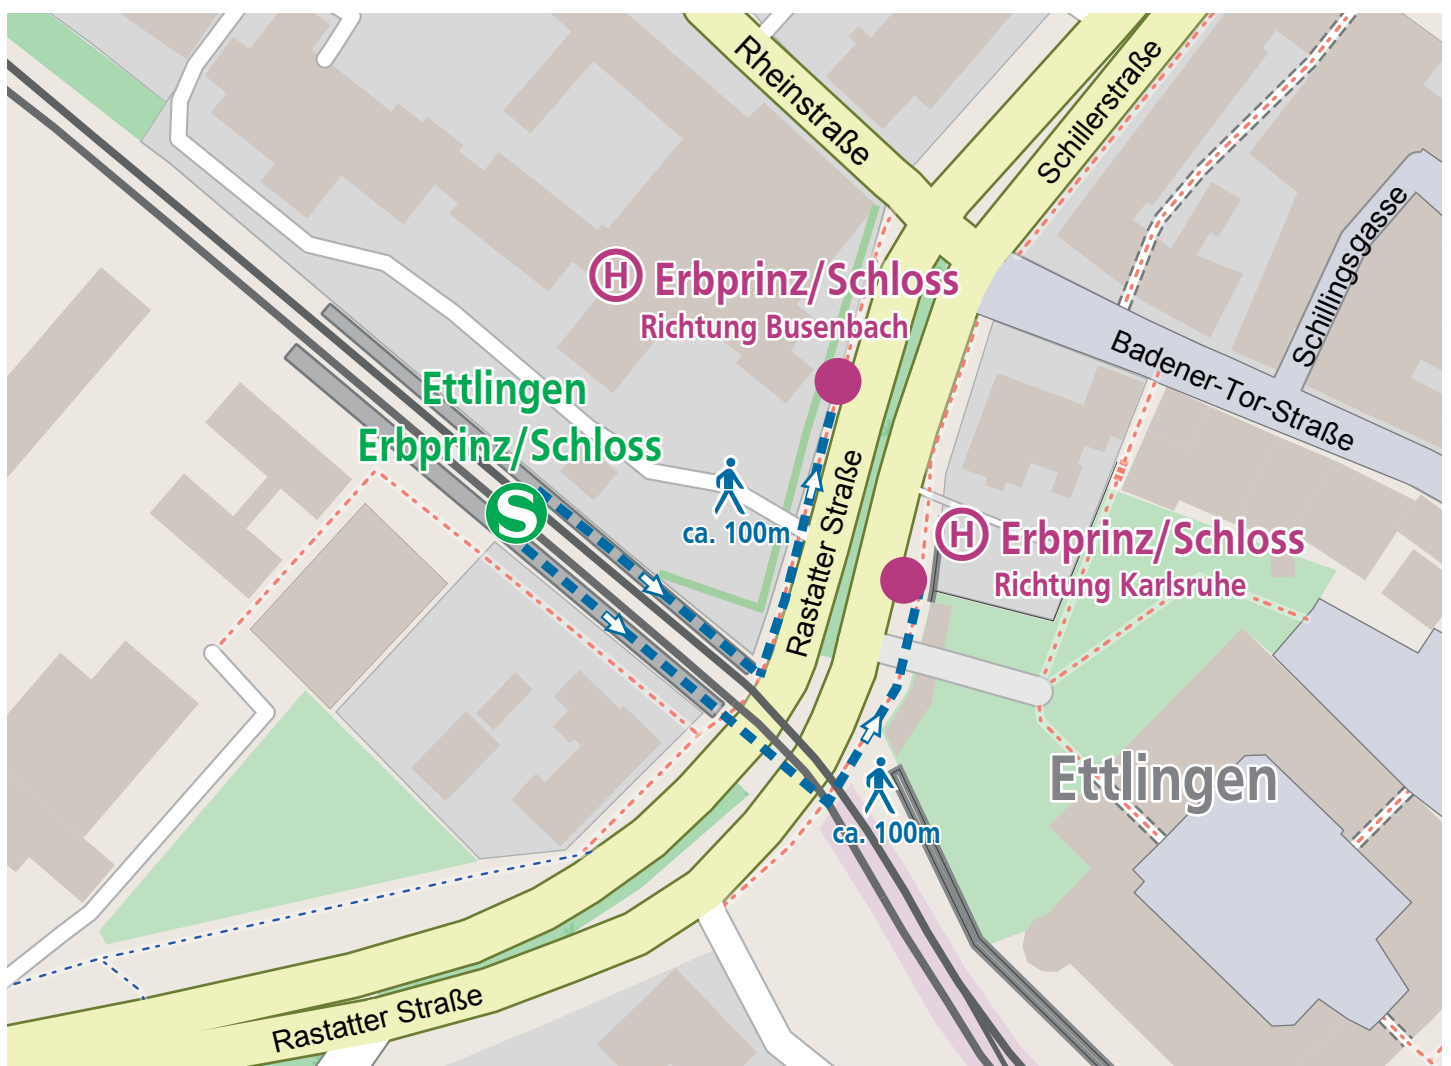 Rheinstraße
Schillerstraße
Schillingsgasse
H Erbprinz/Schloss
Richtung Busenbach
Badener-Tor-Straße
Ettlingen
Erbprinz/Schloss
S
ca. 100m
Rastatter Straße
H Erbprinz/Schloss
Richtung Karlsruhe
Ettlingen
ca. 100m
Rastatter Straße